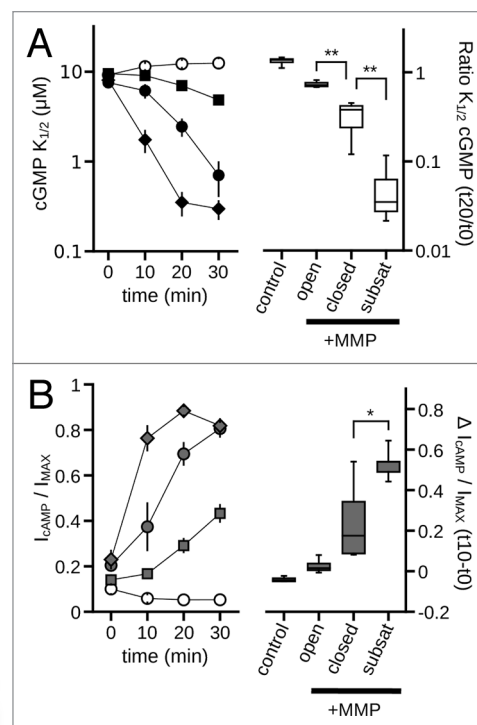 A
10
1
0.1
cGMP K1/2 (µM)
0 10 20 30
time (min)
**
**
1
0.1
0.01
Ratio K1/2 cGMP (t20/t0)
control
open
closed
subsat
+MMP
B
1
0.8
0.6
0.4
0.2
0
IcAMP / IMAX
0 10 20 30
time (min)
*
0.8
0.6
0.4
0.2
0
-0.2
Δ IcAMP / IMAX (t10-t0)
control
open
closed
subsat
+MMP